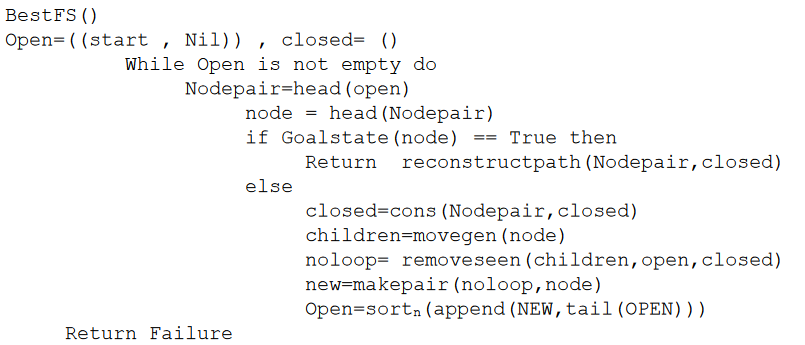 BestFS()
Open=((start , Nil)) , closed= ()
While Open is not empty do
Nodepair=head(open)
node = head(Nodepair)
if Goalstate(node) == True then
Return  reconstructpath(Nodepair,closed)
else
closed=cons(Nodepair,closed)
children=movegen(node)
noloop= removeseen(children,open,closed)
new=makepair(noloop,node)
Open=sortₙ(append(NEW,tail(OPEN)))
Return Failure